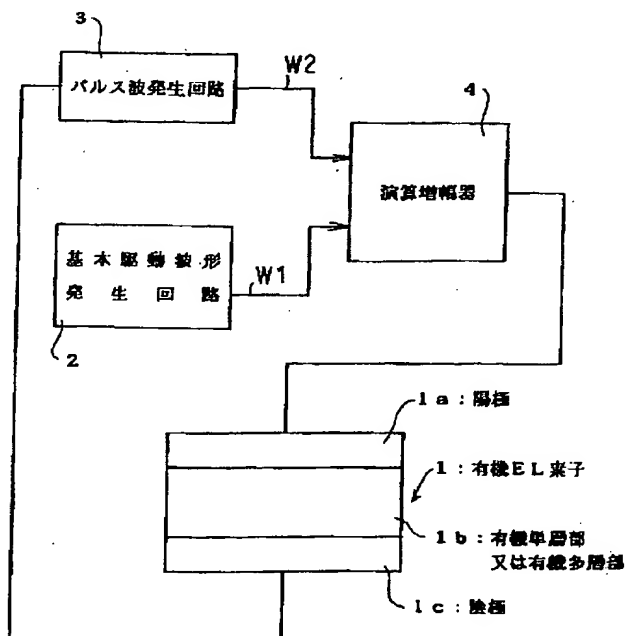 3
パルス波発生回路
W2
4
演算増幅器
基本駆動波形
発生回路
W1
2
1a:陽極
1:有機EL素子
1b:有機単層部
又は有機多層部
1c:陰極